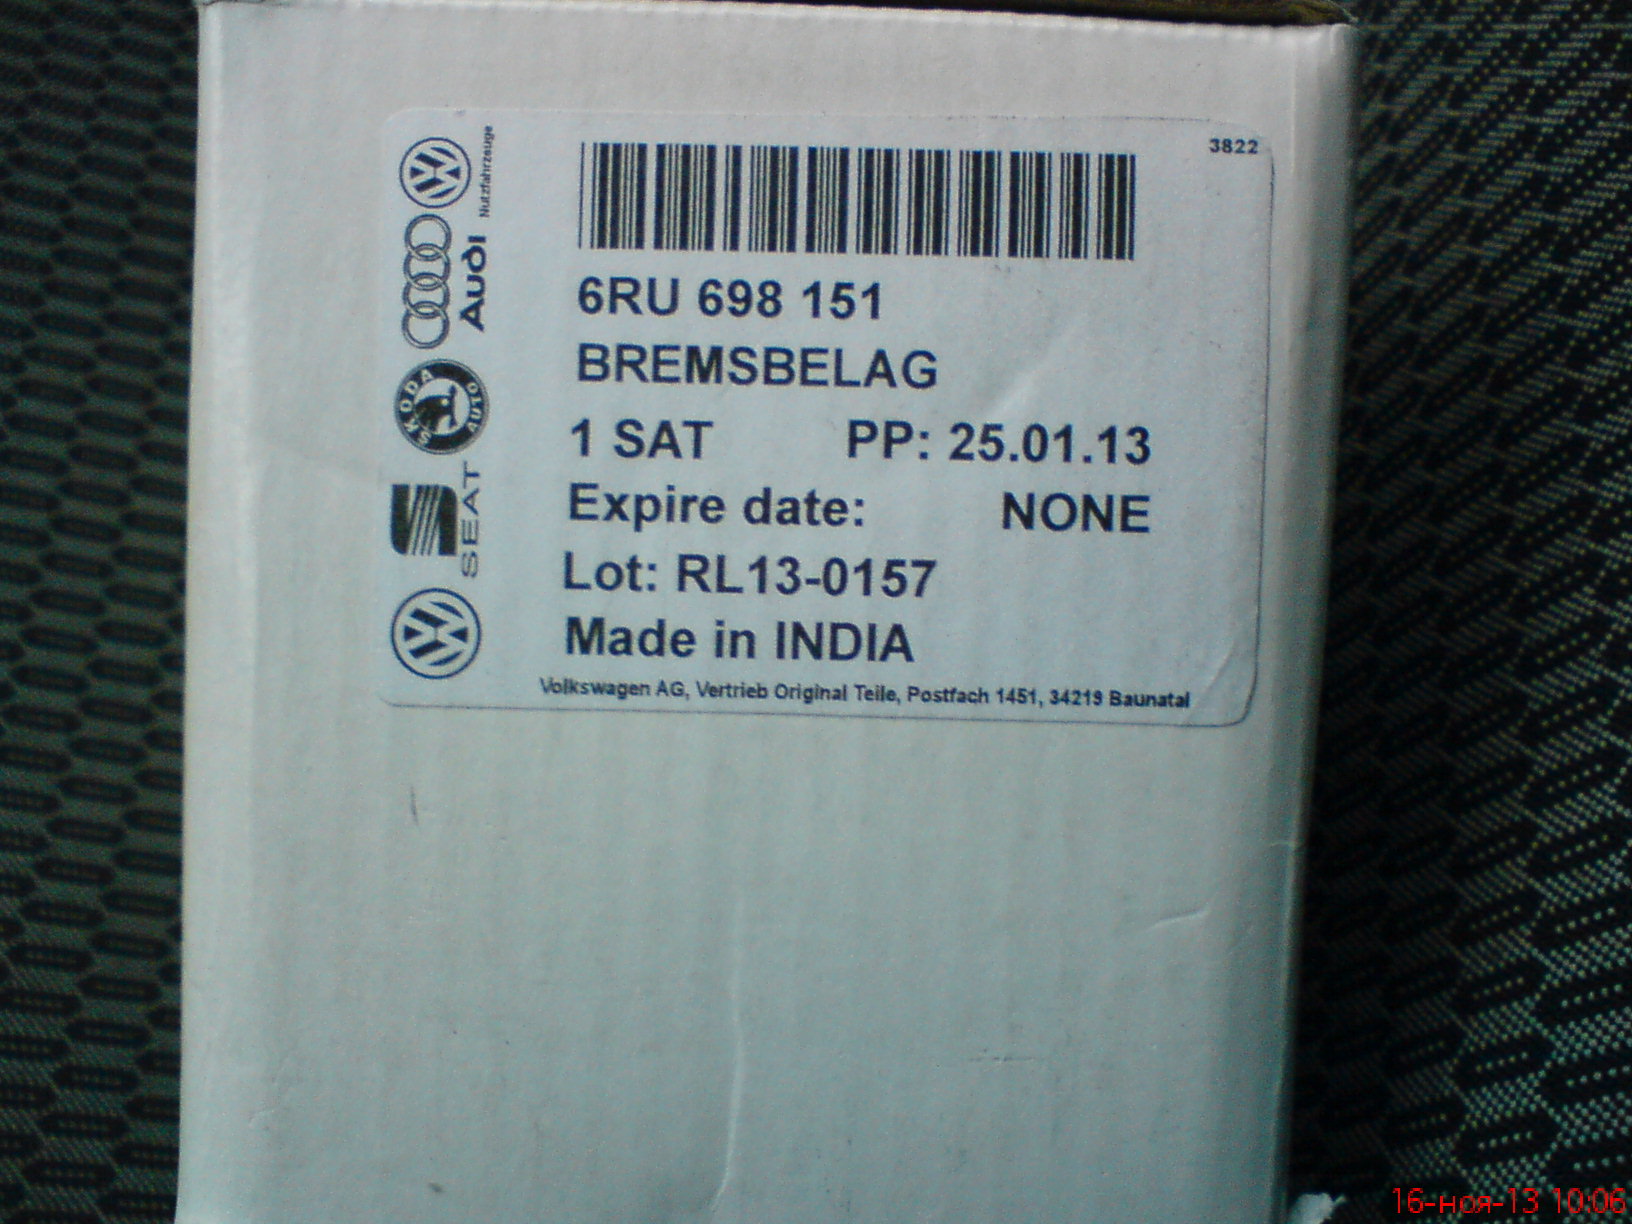 3822
Nutzfahrzeuge
Audi
ŠKODA AUTO
SEAT
6RU 698 151
BREMSBELAG
1 SAT PP: 25.01.13
Expire date: NONE
Lot: RL13-0157
Made in INDIA
Volkswagen AG, Vertrieb Original Teile, Postfach 1451, 34219 Baunatal
16-ноя-13 10:06